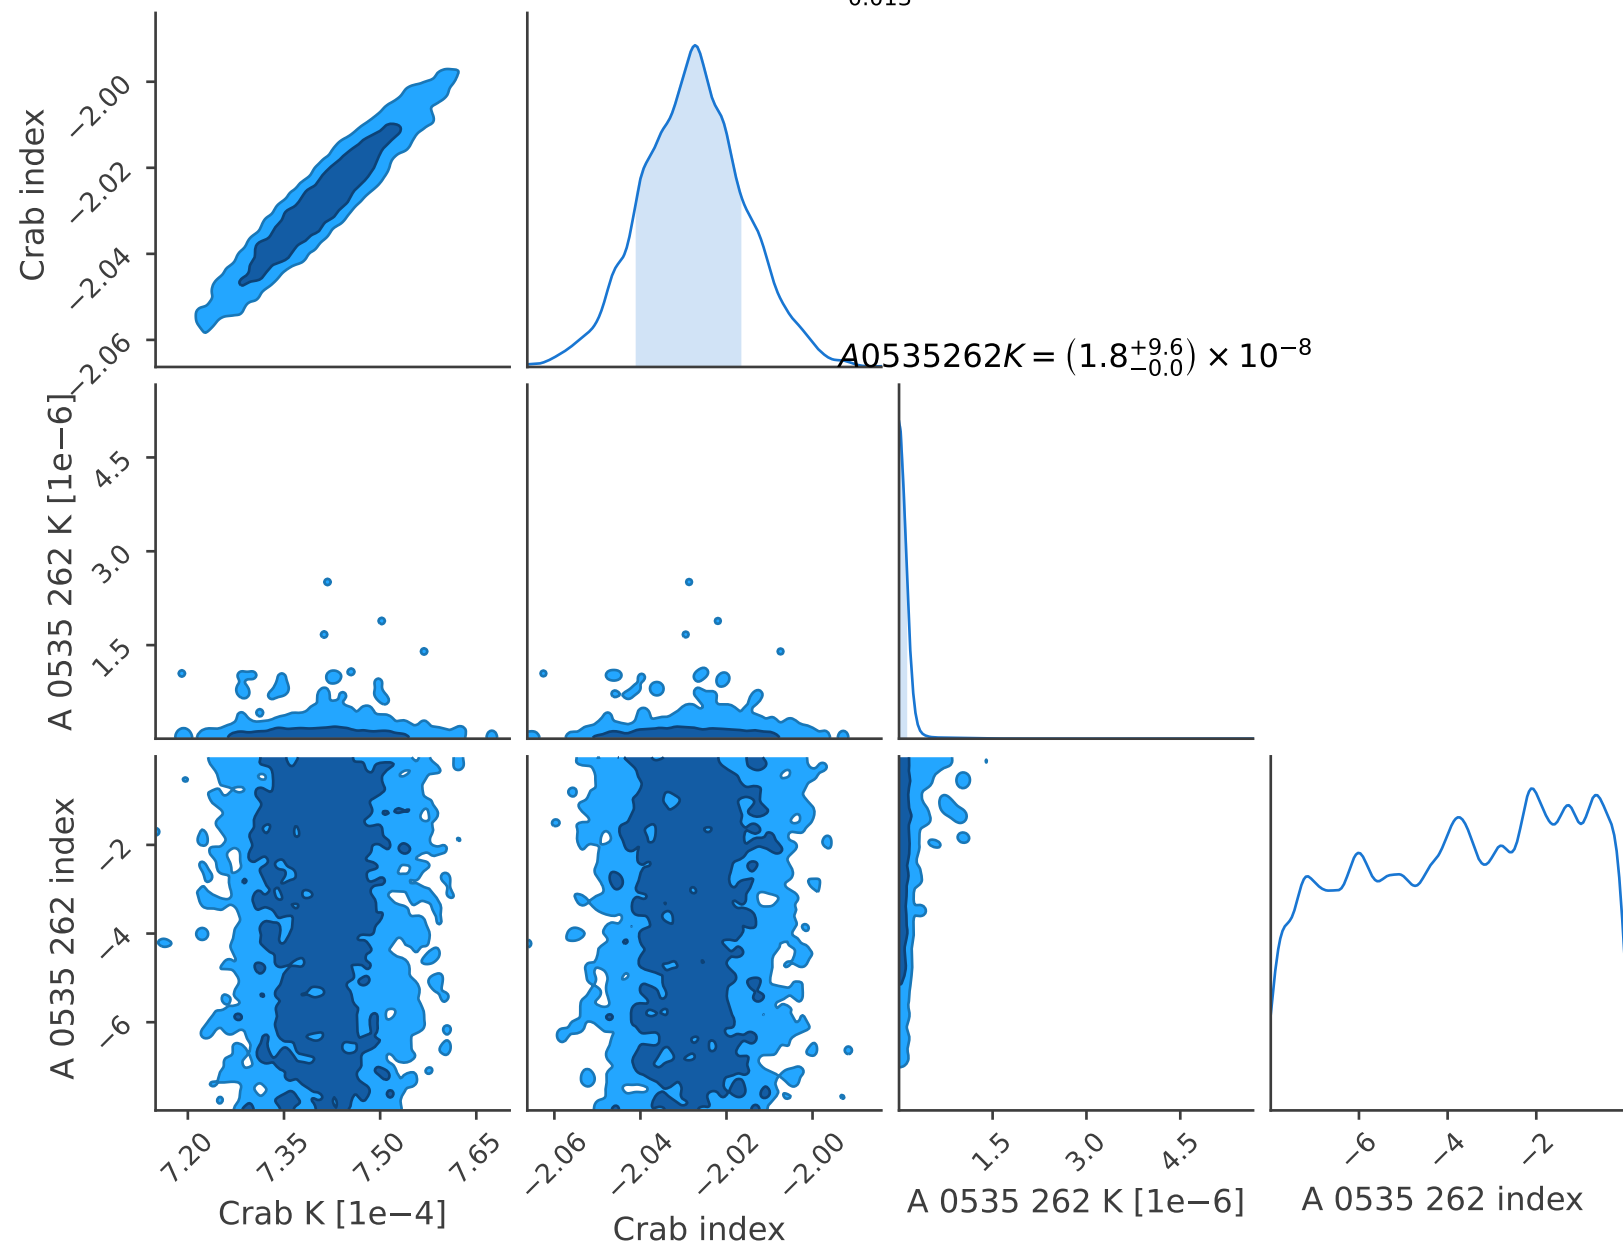 0.013
Crab index
−2.00
−2.02
−2.04
−2.06
A0535262K = (1.8+9.6−0.0) × 10−8
A 0535 262 K [1e−6]
4.5
3.0
1.5
A 0535 262 index
−2
−4
−6
7.20 7.35 7.50 7.65
−2.06 −2.04 −2.02 −2.00
1.5 3.0 4.5
−6 −4 −2
Crab K [1e−4]
Crab index
A 0535 262 K [1e−6]
A 0535 262 index